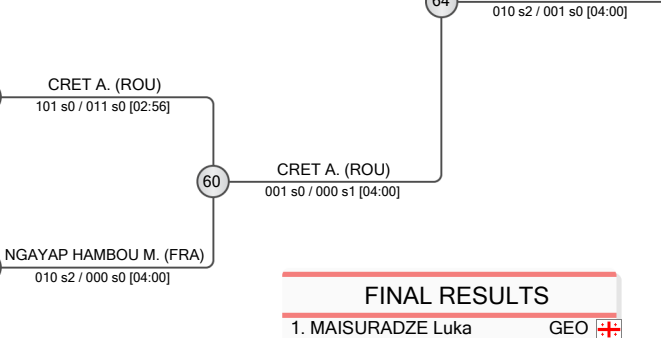 64
010 s2 / 001 s0 [04:00]
CRET A. (ROU)
101 s0 / 011 s0 [02:56]
60
CRET A. (ROU)
001 s0 / 000 s1 [04:00]
NGAYAP HAMBOU M. (FRA)
010 s2 / 000 s0 [04:00]
FINAL RESULTS
1. MAISURADZE Luka GEO